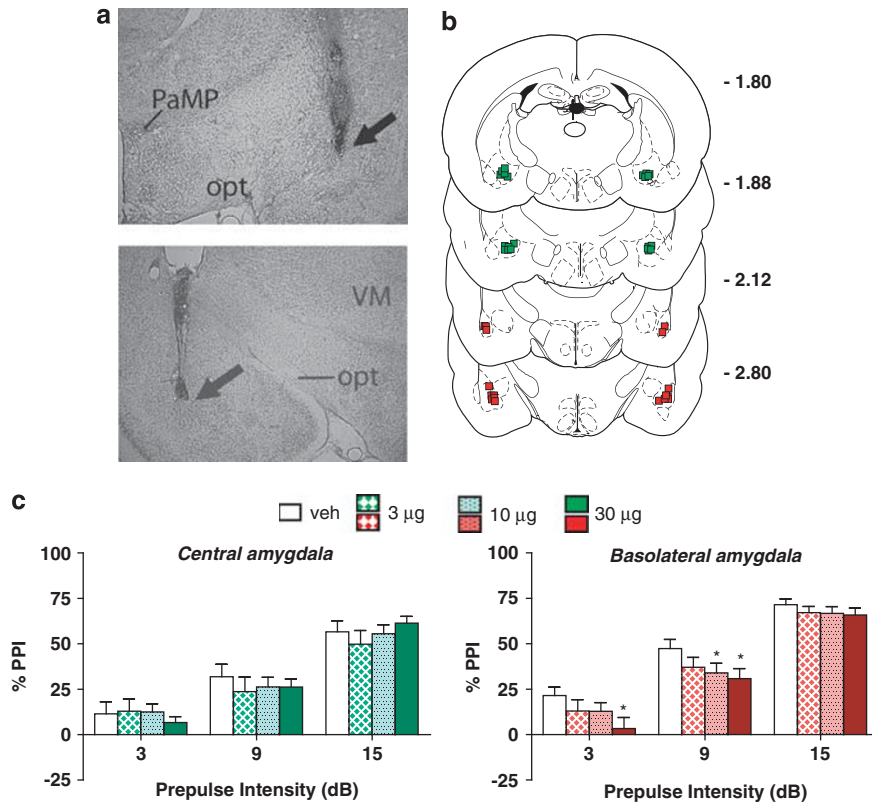 a
PaMP
opt
VM
opt
b
- 1.80
- 1.88
- 2.12
- 2.80
c
veh
3 µg
10 µg
30 µg
Central amygdala
% PPI
100
75
50
25
0
-25
3
9
15
Prepulse Intensity (dB)
Basolateral amygdala
% PPI
100
75
50
25
0
-25
*
*
*
3
9
15
Prepulse Intensity (dB)